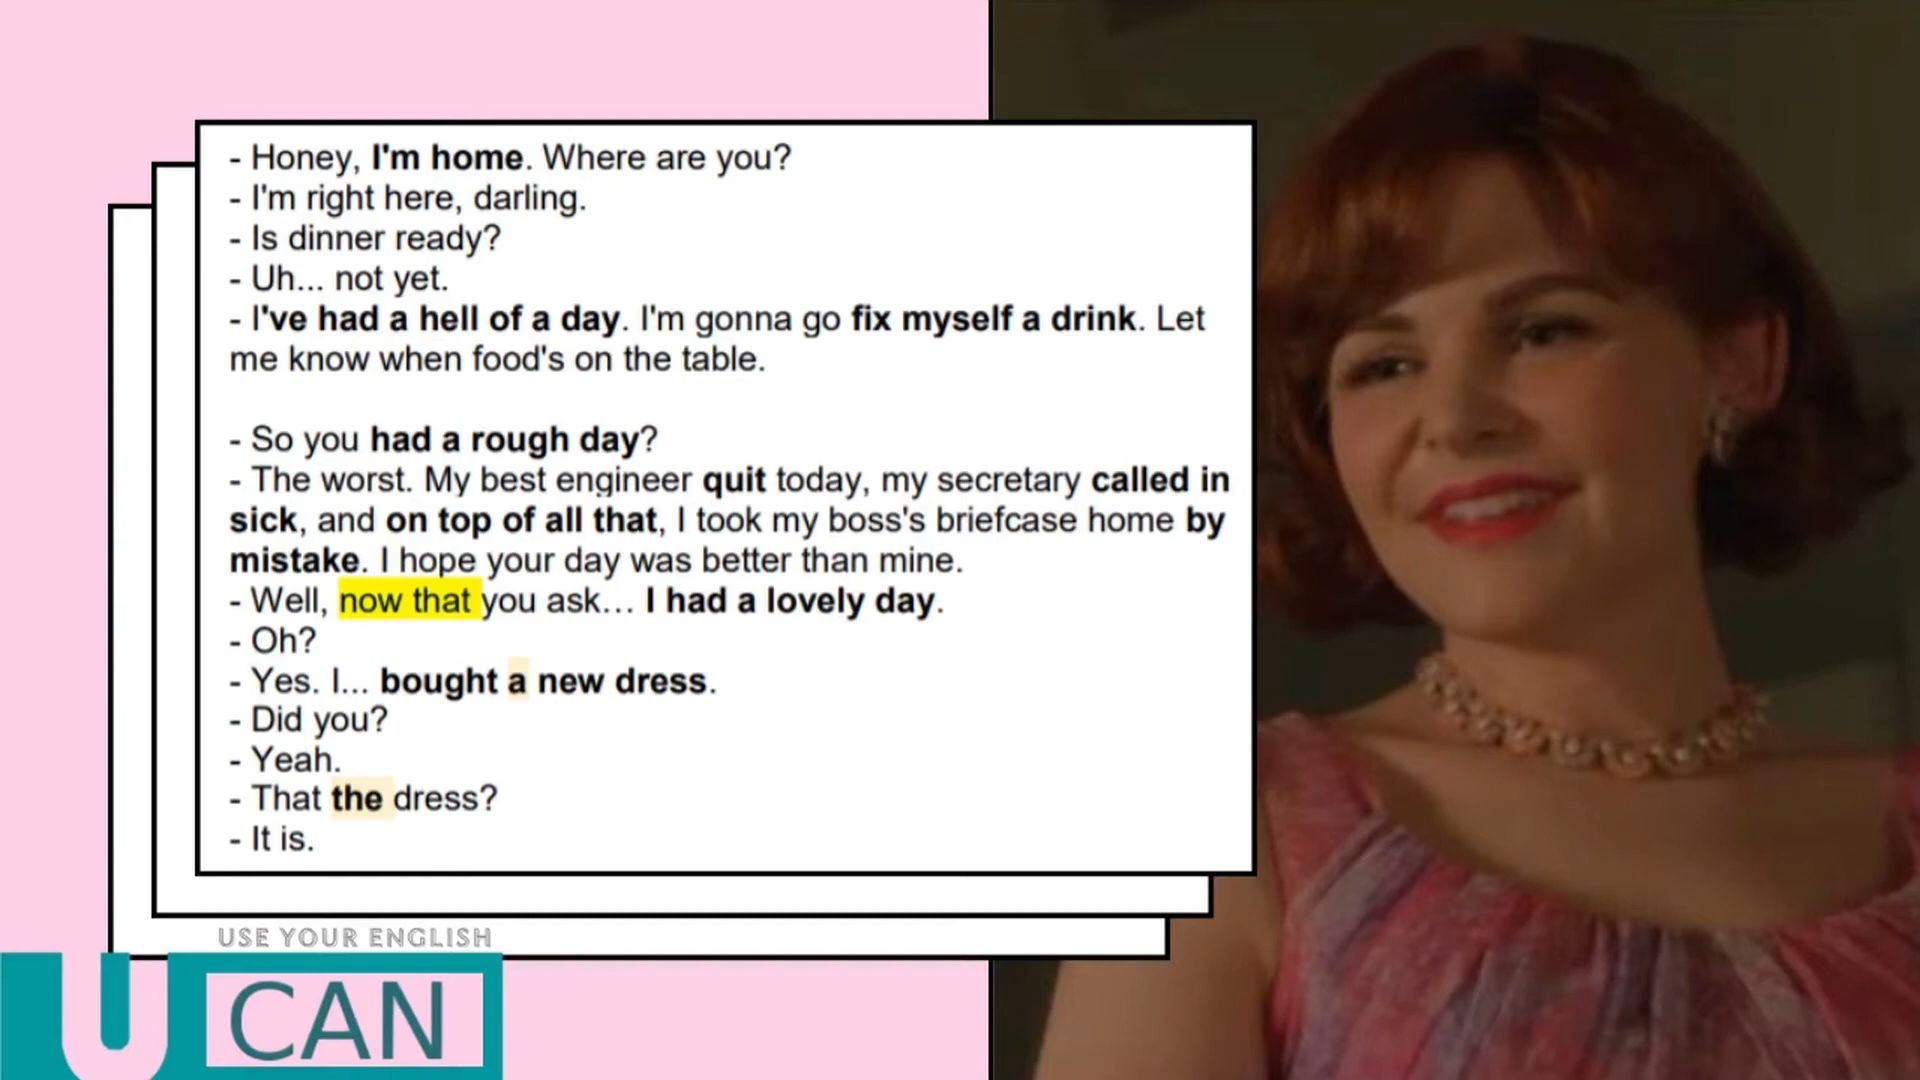 - Honey, I'm home. Where are you?
- I'm right here, darling.
- Is dinner ready?
- Uh... not yet.
- I've had a hell of a day. I'm gonna go fix myself a drink. Let
me know when food's on the table.
- So you had a rough day?
- The worst. My best engineer quit today, my secretary called in
sick, and on top of all that, I took my boss's briefcase home by
mistake. I hope your day was better than mine.
- Well, now that you ask... I had a lovely day.
- Oh?
- Yes. I... bought a new dress.
- Did you?
- Yeah.
- That the dress?
- It is.
USE YOUR ENGLISH
U CAN